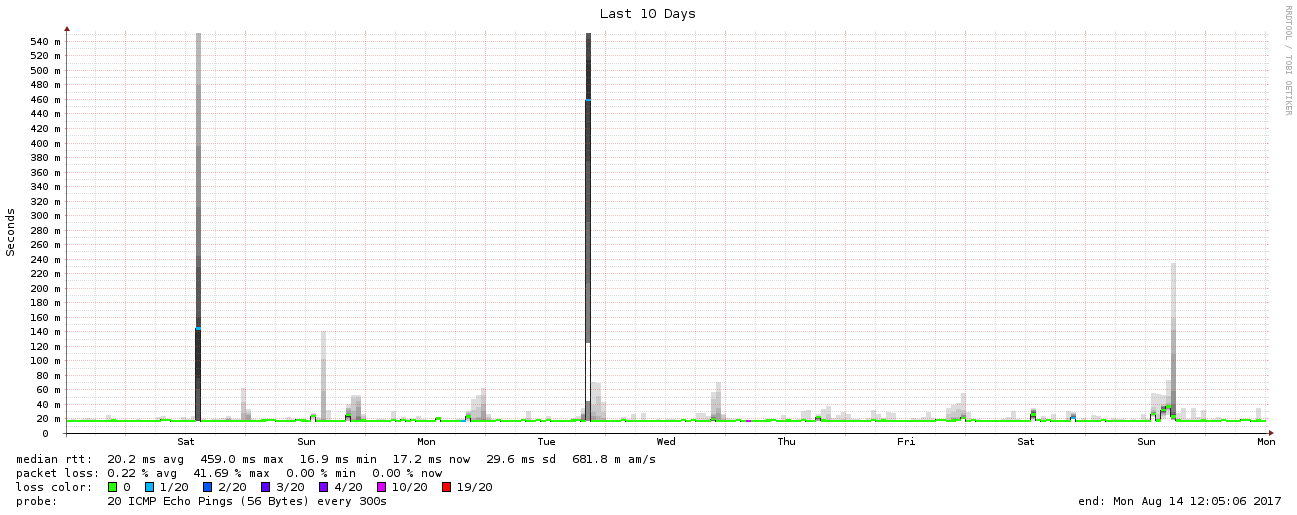 Last 10 Days
RRDTOOL / TOBI OETIKER
Seconds
540 m
520 m
500 m
480 m
460 m
440 m
420 m
400 m
380 m
360 m
340 m
320 m
300 m
280 m
260 m
240 m
220 m
200 m
180 m
160 m
140 m
120 m
100 m
80 m
60 m
40 m
20 m
0
Sat Sun Mon Tue Wed Thu Fri Sat Sun Mon
median rtt: 20.2 ms avg 459.0 ms max 16.9 ms min 17.2 ms now 29.6 ms sd 681.8 m am/s
packet loss: 0.22 % avg 41.69 % max 0.00 % min 0.00 % now
loss color: 0 1/20 2/20 3/20 4/20 10/20 19/20
probe: 20 ICMP Echo Pings (56 Bytes) every 300s end: Mon Aug 14 12:05:06 2017